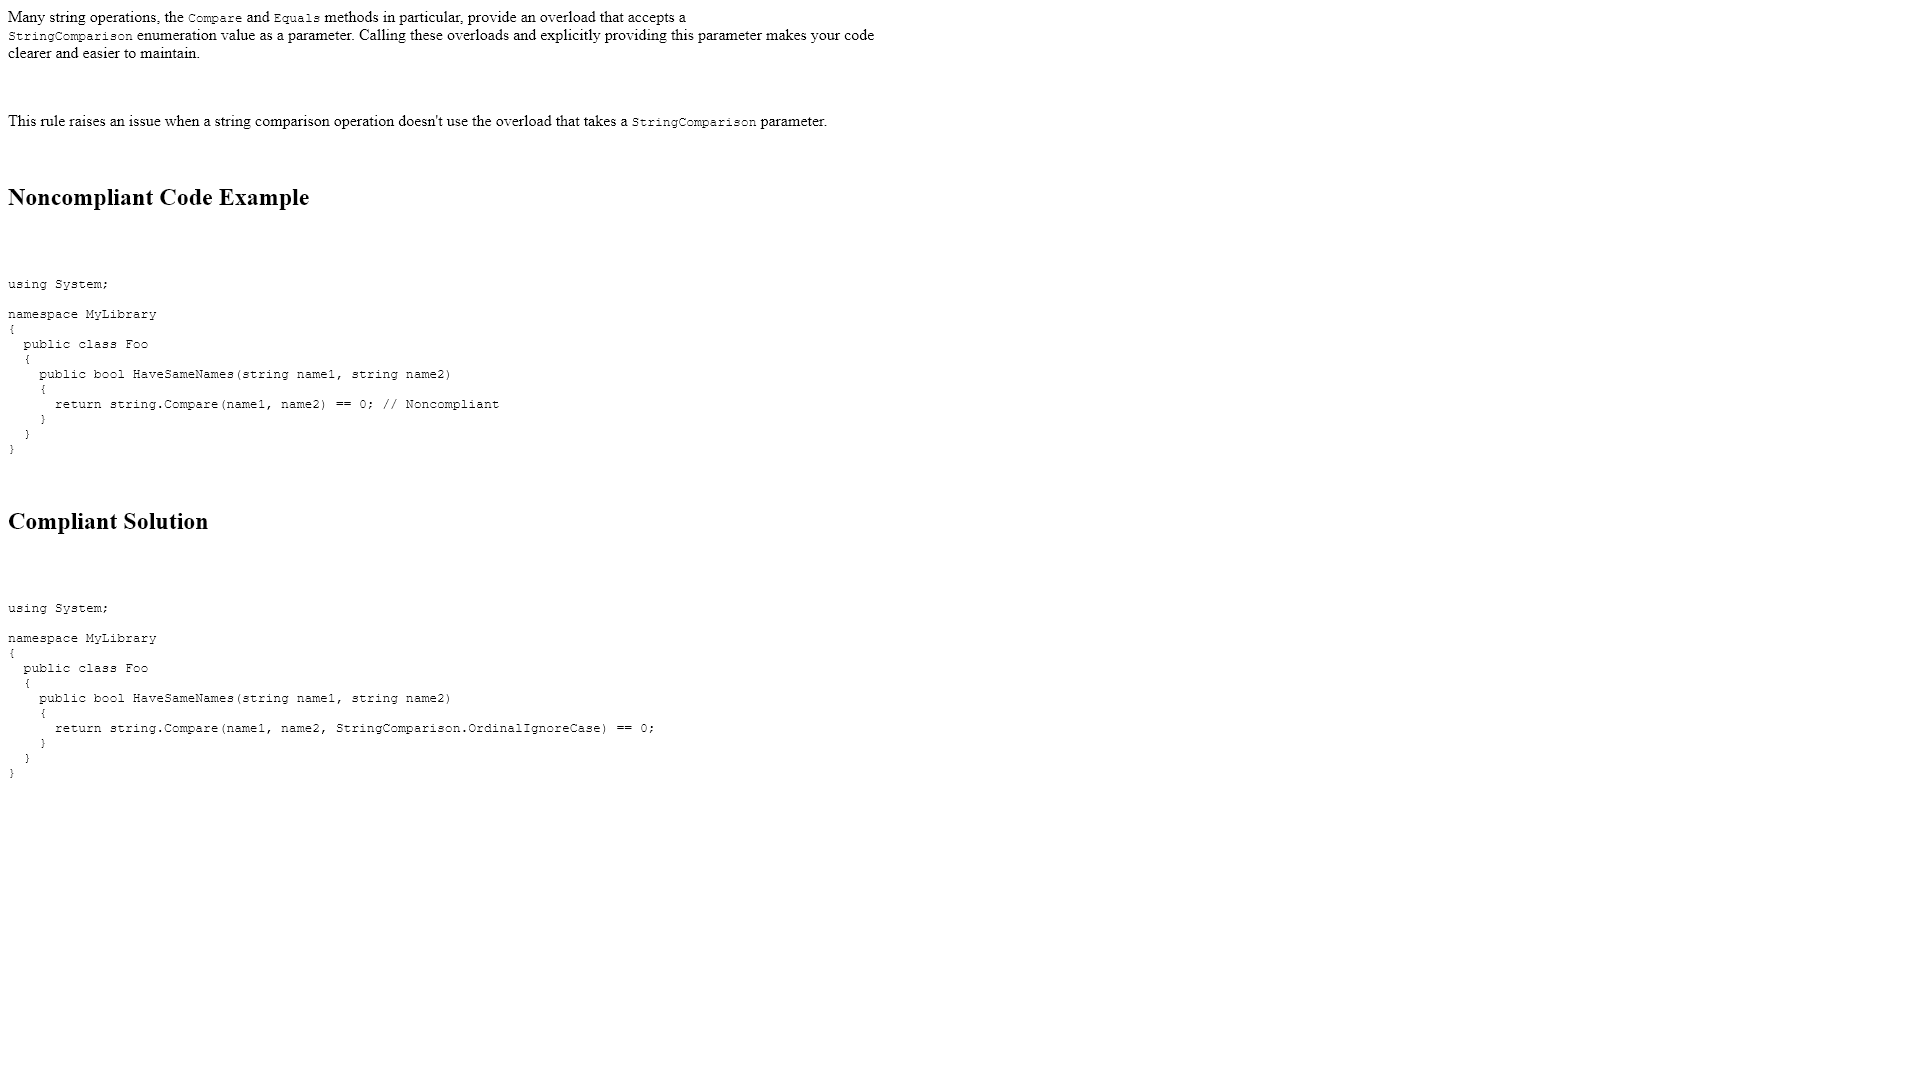 Many string operations, the Compare and Equals methods in particular, provide an overload that accepts a
StringComparison enumeration value as a parameter. Calling these overloads and explicitly providing this parameter makes your code
clearer and easier to maintain.
This rule raises an issue when a string comparison operation doesn't use the overload that takes a StringComparison parameter.
Noncompliant Code Example
using System;
namespace MyLibrary
{
  public class Foo
  {
    public bool HaveSameNames(string name1, string name2)
    {
      return string.Compare(name1, name2) == 0; // Noncompliant
    }
  }
}
Compliant Solution
using System;
namespace MyLibrary
{
  public class Foo
  {
    public bool HaveSameNames(string name1, string name2)
    {
      return string.Compare(name1, name2, StringComparison.OrdinalIgnoreCase) == 0;
    }
  }
}